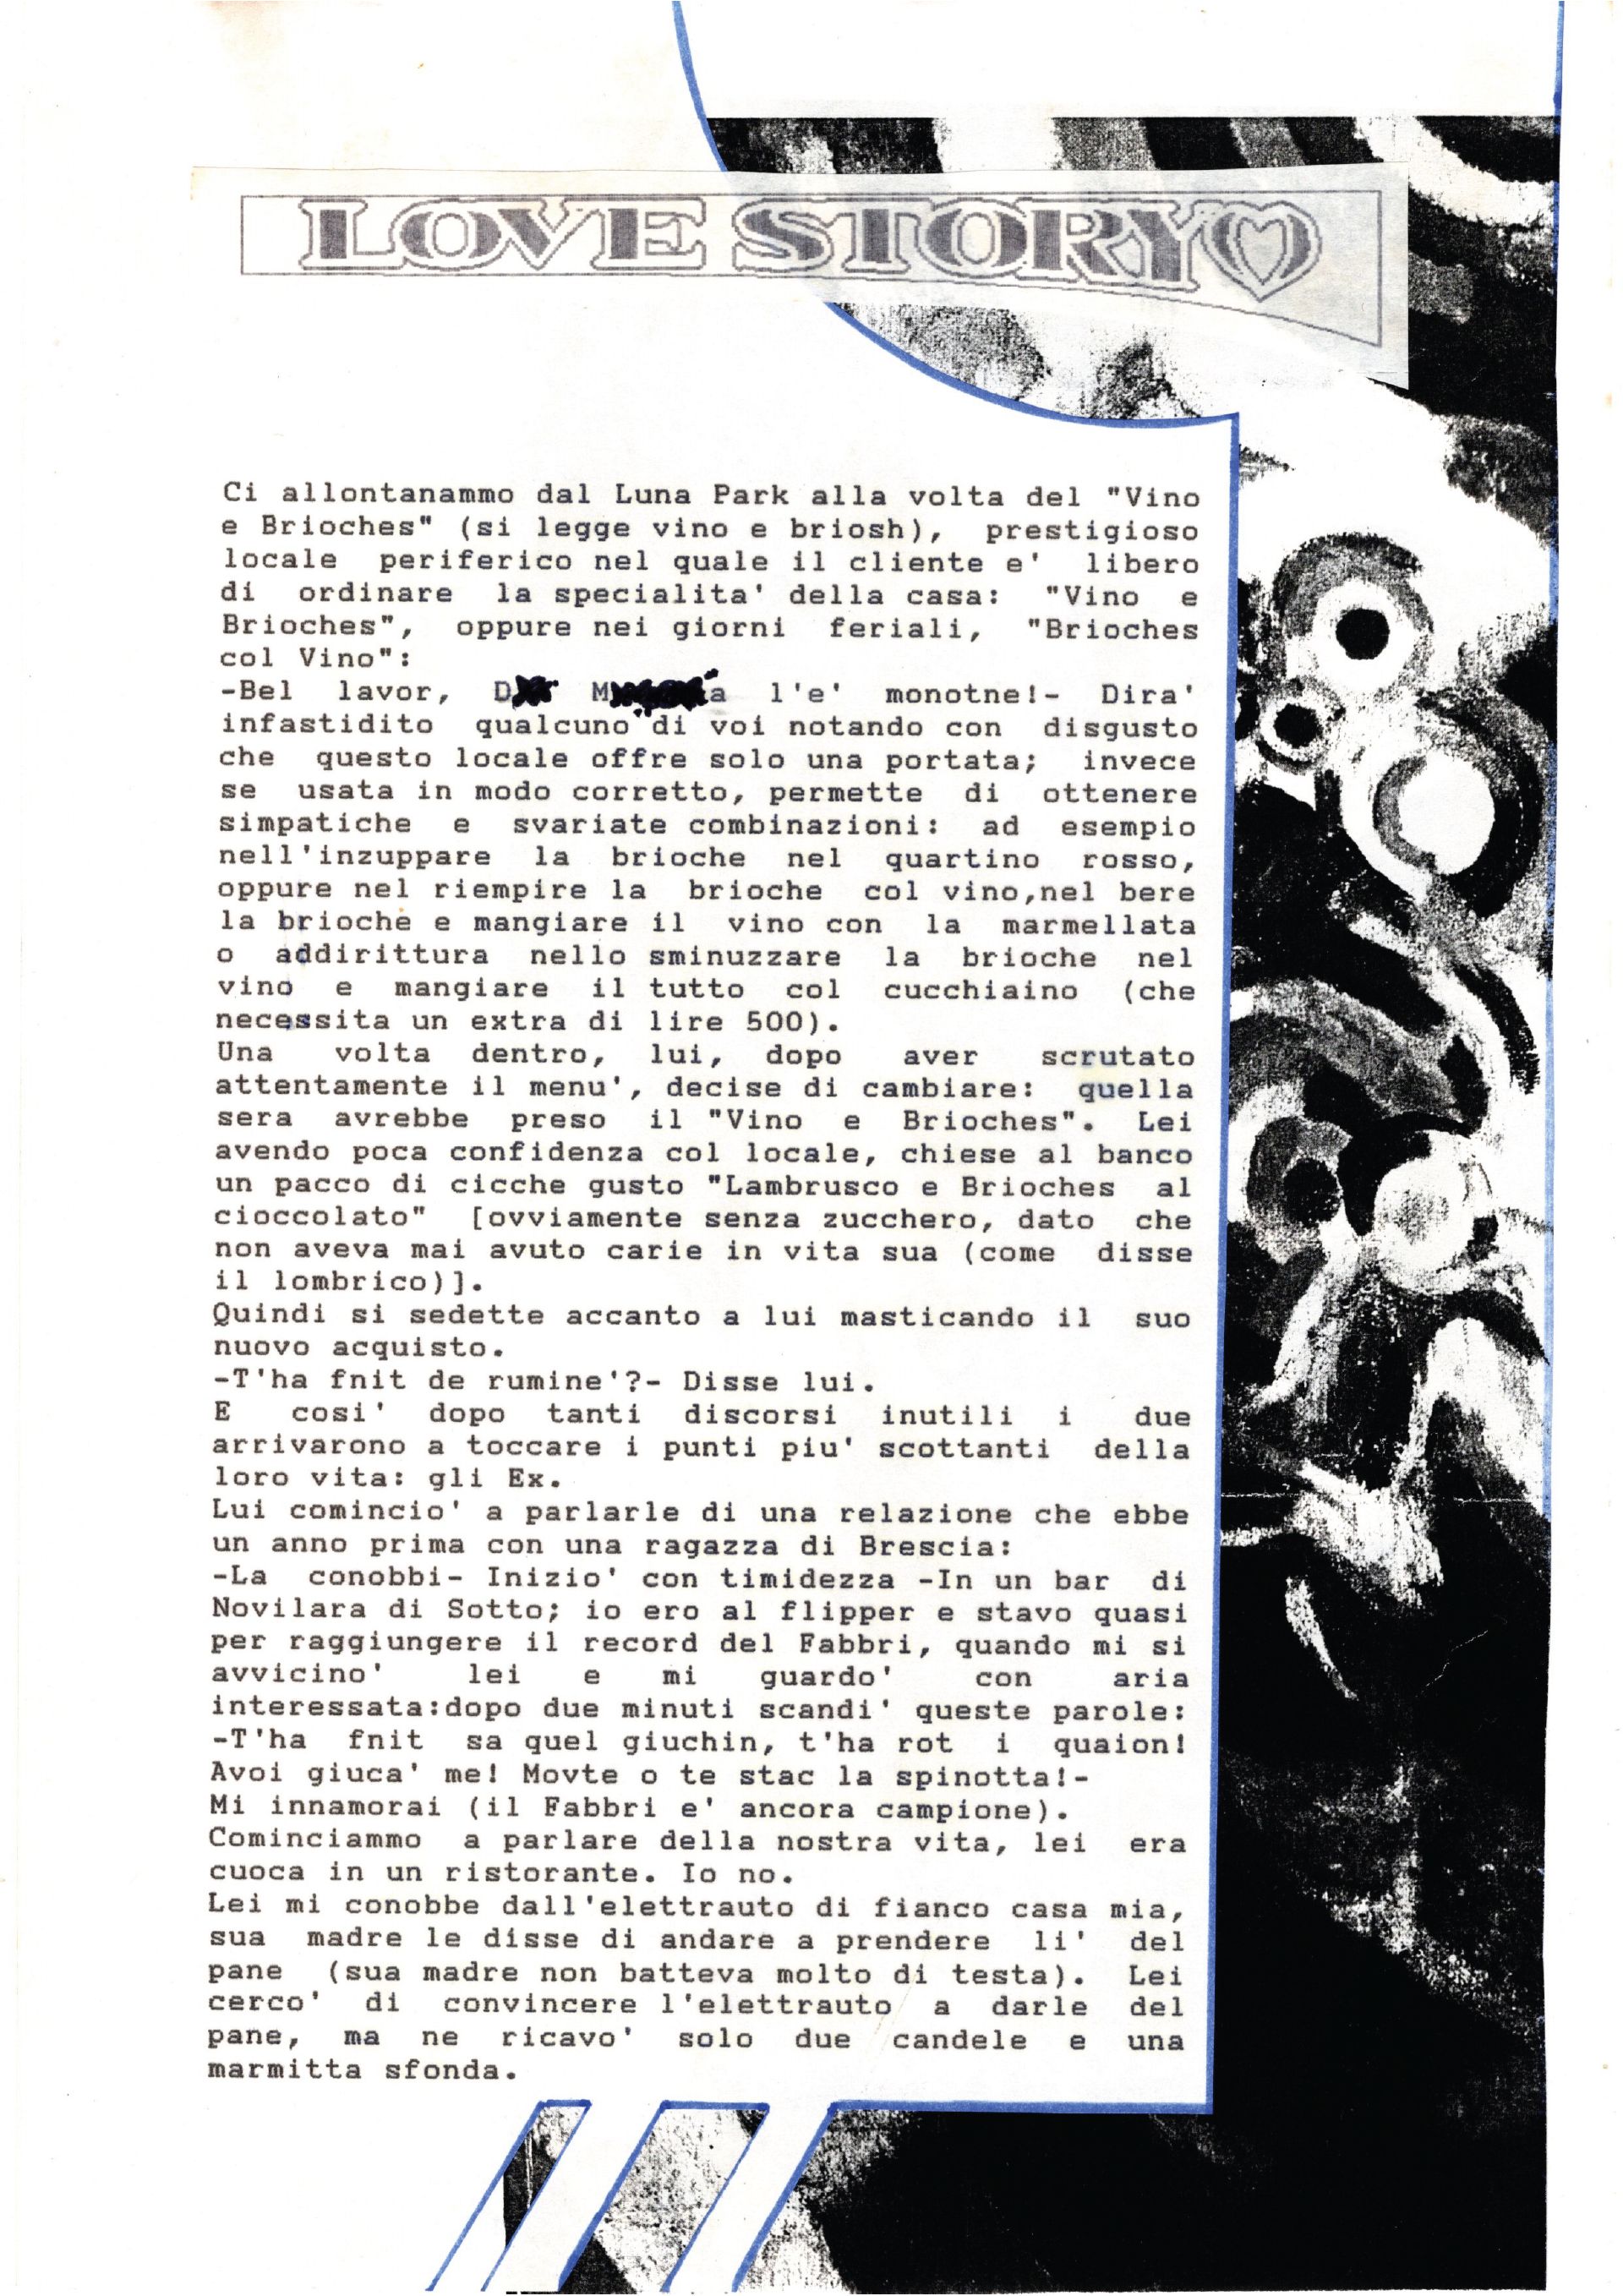 LOVE STORY
Ci allontanammo dal Luna Park alla volta del "Vino
e Brioches" (si legge vino e briosh), prestigioso
locale periferico nel quale il cliente e' libero
di ordinare la specialita' della casa: "Vino e
Brioches", oppure nei giorni feriali, "Brioches
col Vino":
-Bel lavor, l'e' monotne!- Dira'
infastidito qualcuno di voi notando con disgusto
che questo locale offre solo una portata; invece
se usata in modo corretto, permette di ottenere
simpatiche e svariate combinazioni: ad esempio
nell'inzuppare la brioche nel quartino rosso,
oppure nel riempire la brioche col vino,nel bere
la brioche e mangiare il vino con la marmellata
o addirittura nello sminuzzare la brioche nel
vino e mangiare il tutto col cucchiaino (che
necessita un extra di lire 500).
Una volta dentro, lui, dopo aver scrutato
attentamente il menu', decise di cambiare: quella
sera avrebbe preso il "Vino e Brioches". Lei
avendo poca confidenza col locale, chiese al banco
un pacco di cicche gusto "Lambrusco e Brioches al
cioccolato" [ovviamente senza zucchero, dato che
non aveva mai avuto carie in vita sua (come disse
il lombrico)].
Quindi si sedette accanto a lui masticando il suo
nuovo acquisto.
-T'ha fnit de rumine'?- Disse lui.
E cosi' dopo tanti discorsi inutili i due
arrivarono a toccare i punti piu' scottanti della
loro vita: gli Ex.
Lui comincio' a parlarle di una relazione che ebbe
un anno prima con una ragazza di Brescia:
-La conobbi- Inizio' con timidezza -In un bar di
Novilara di Sotto; io ero al flipper e stavo quasi
per raggiungere il record del Fabbri, quando mi si
avvicino' lei e mi guardo' con aria
interessata:dopo due minuti scandi' queste parole:
-T'ha fnit sa quel giuchin, t'ha rot i quaion!
Avoi giuca' me! Movte o te stac la spinotta!-
Mi innamorai (il Fabbri e' ancora campione).
Cominciammo a parlare della nostra vita, lei era
cuoca in un ristorante. Io no.
Lei mi conobbe dall'elettrauto di fianco casa mia,
sua madre le disse di andare a prendere li' del
pane (sua madre non batteva molto di testa). Lei
cerco' di convincere l'elettrauto a darle del
pane, ma ne ricavo' solo due candele e una
marmitta sfonda.